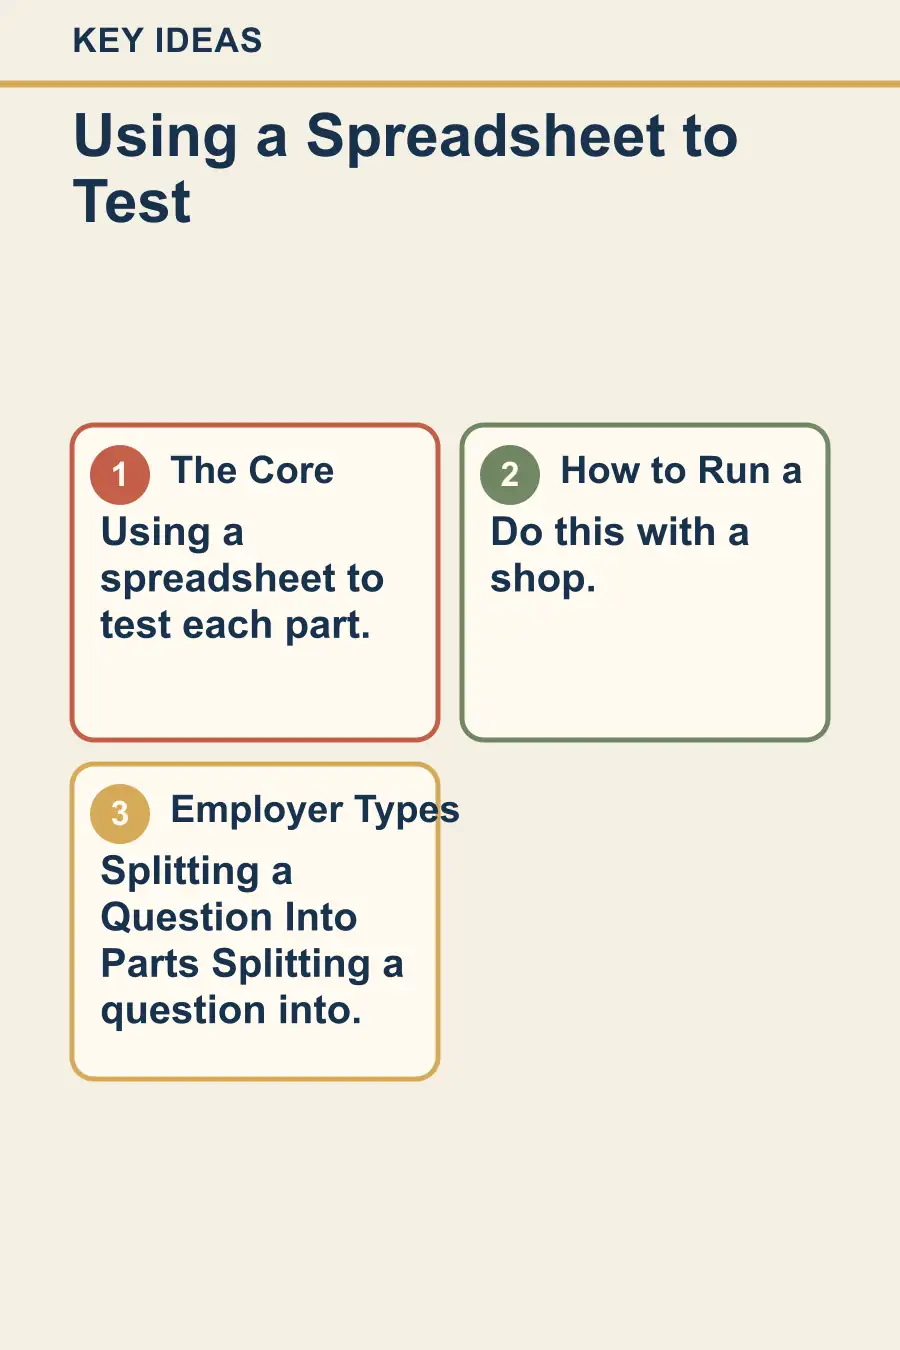 KEY IDEAS
Using a Spreadsheet to
Test
1 The Core
Using a
spreadsheet to
test each part.
2 How to Run a
Do this with a
shop.
3 Employer Types
Splitting a
Question Into
Parts Splitting a
question into.